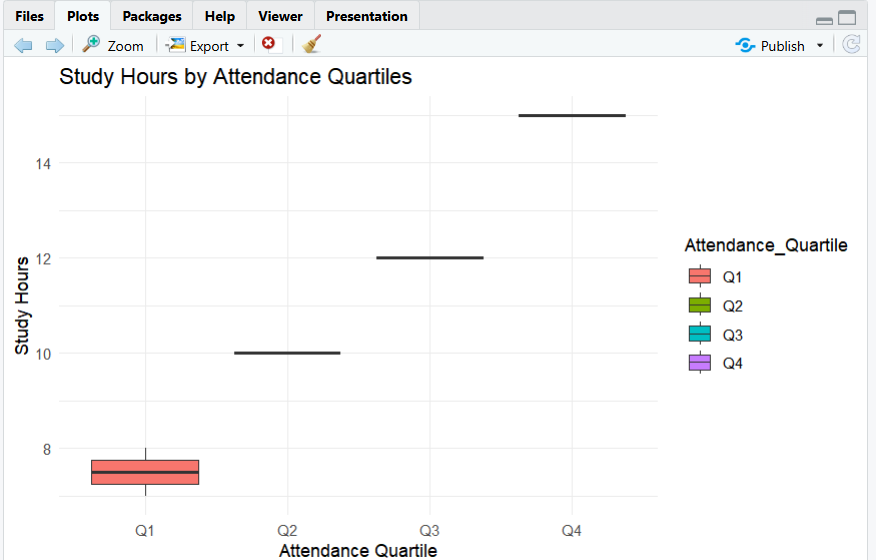 Files Plots Packages Help Viewer Presentation
Zoom Export Publish
Study Hours by Attendance Quartiles
14
12
10
8
Study Hours
Q1 Q2 Q3 Q4
Attendance Quartile
Attendance_Quartile
Q1
Q2
Q3
Q4